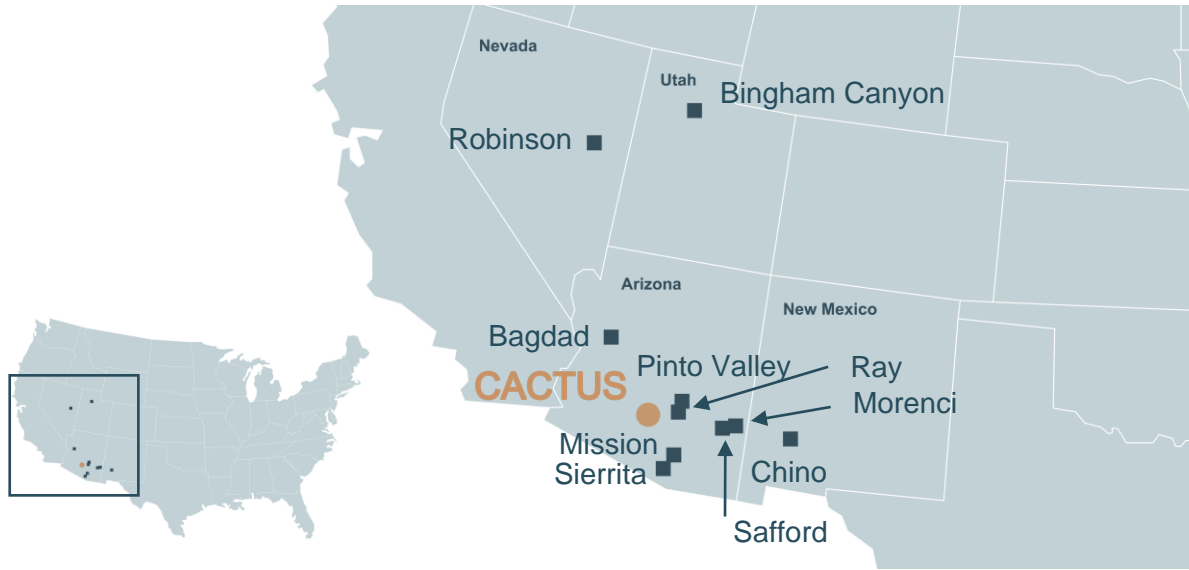 Nevada
Utah
Bingham Canyon
Robinson
Arizona
New Mexico
Bagdad
Pinto Valley
Ray
CACTUS
Morenci
Mission
Sierrita
Chino
Safford